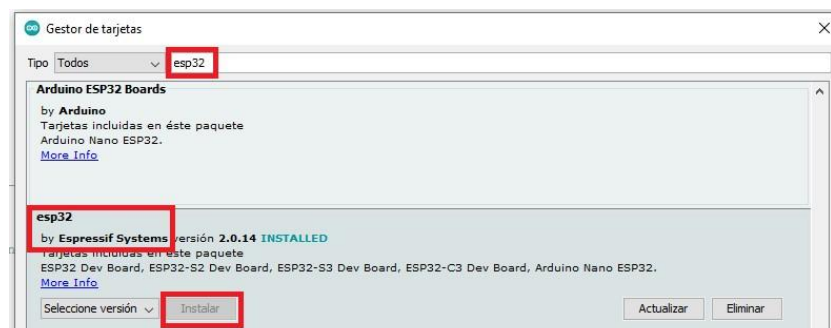 Gestor de tarjetas
Tipo Todos esp32
Arduino ESP32 Boards
by Arduino
Tarjetas incluidas en éste paquete
Arduino Nano ESP32.
More Info
esp32
by Espressif Systems versión 2.0.14 INSTALLED
Tarjetas incluidas en éste paquete
ESP32 Dev Board, ESP32-S2 Dev Board, ESP32-S3 Dev Board, ESP32-C3 Dev Board, Arduino Nano ESP32.
More Info
Seleccione versión Instalar Actualizar Eliminar